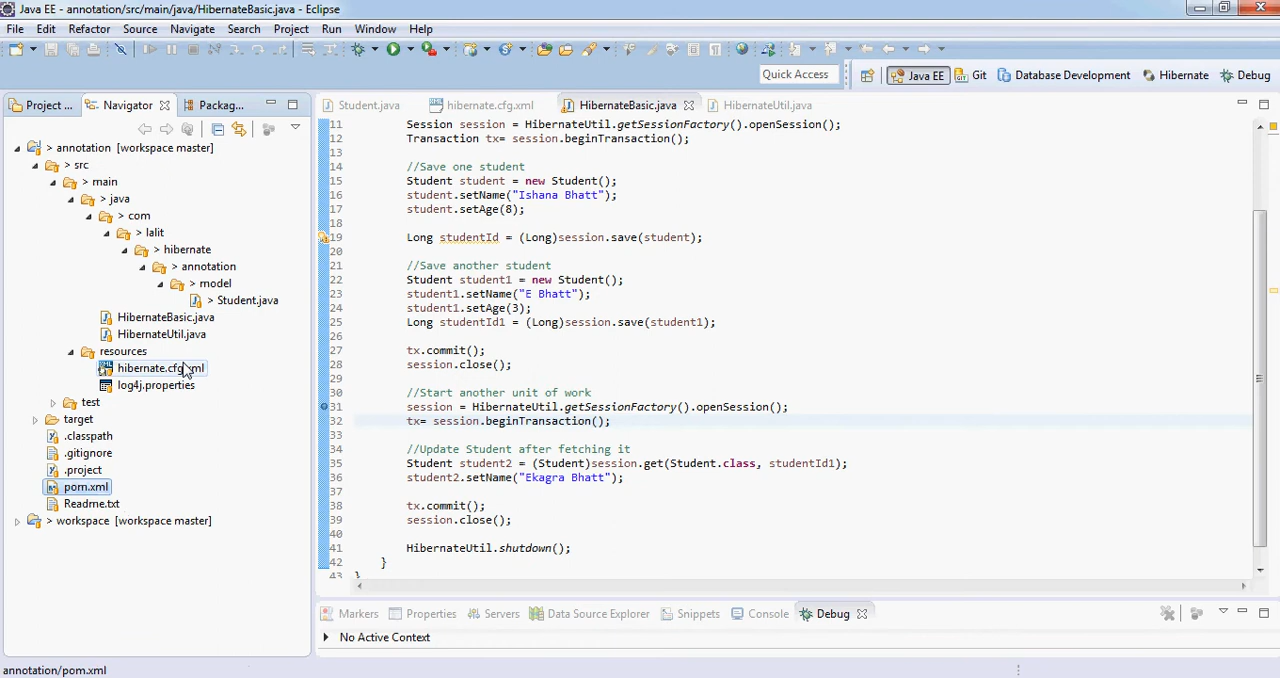 Java EE - annotation/src/main/java/HibernateBasic.java - Eclipse
File Edit Refactor Source Navigate Search Project Run Window Help
Quick Access Java EE Git Database Development Hibernate Debug
Project ... Navigator Packag...
Student.java hibernate.cfg.xml HibernateBasic.java HibernateUtil.java
> annotation [workspace master]
> src
> main
> java
> com
> lalit
> hibernate
> annotation
> model
> Student.java
HibernateBasic.java
HibernateUtil.java
resources
hibernate.cfg.xml
log4j.properties
test
target
.classpath
.gitignore
.project
pom.xml
Readme.txt
> workspace [workspace master]
11 Session session = HibernateUtil.getSessionFactory().openSession();
12 Transaction tx= session.beginTransaction();
13
14 //Save one student
15 Student student = new Student();
16 student.setName("Ishana Bhatt");
17 student.setAge(8);
18
19 Long studentId = (Long)session.save(student);
20
21 //Save another student
22 Student student1 = new Student();
23 student1.setName("E Bhatt");
24 student1.setAge(3);
25 Long studentId1 = (Long)session.save(student1);
26
27 tx.commit();
28 session.close();
29
30 //Start another unit of work
31 session = HibernateUtil.getSessionFactory().openSession();
32 tx= session.beginTransaction();
33
34 //Update Student after fetching it
35 Student student2 = (Student)session.get(Student.class, studentId1);
36 student2.setName("Ekagra Bhatt");
37
38 tx.commit();
39 session.close();
40
41 HibernateUtil.shutdown();
42 }
43 }
Markers Properties Servers Data Source Explorer Snippets Console Debug
No Active Context
annotation/pom.xml